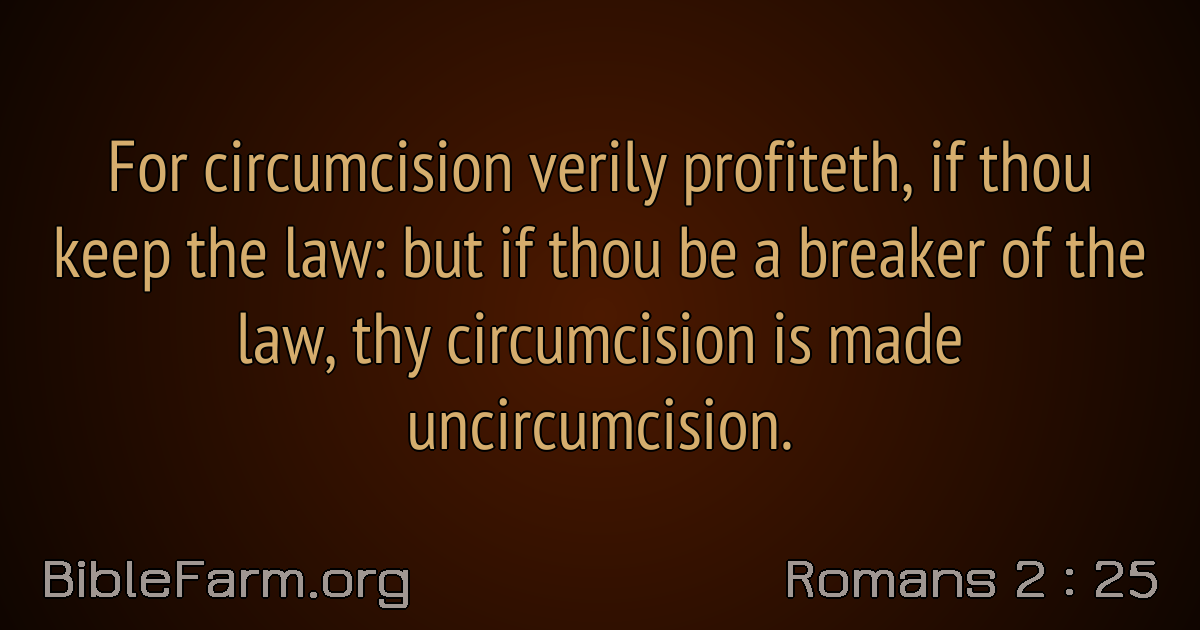 For circumcision verily profiteth, if thou
keep the law: but if thou be a breaker of the
law, thy circumcision is made
uncircumcision.
BibleFarm.org
Romans 2 : 25